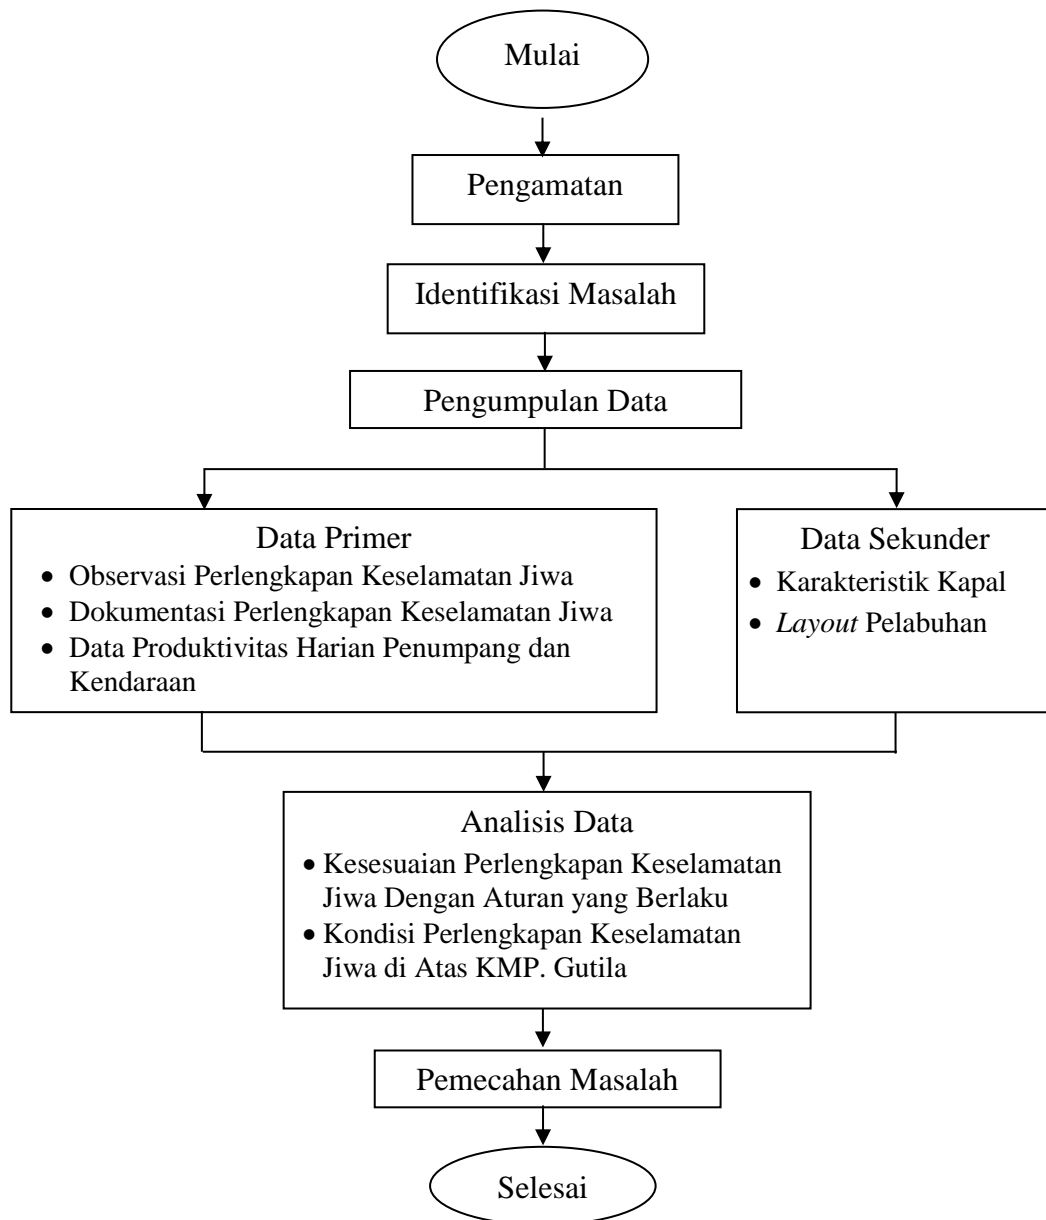 Mulai
Pengamatan
Identifikasi Masalah
Pengumpulan Data
Data Primer
• Observasi Perlengkapan Keselamatan Jiwa
• Dokumentasi Perlengkapan Keselamatan Jiwa
• Data Produktivitas Harian Penumpang dan
Kendaraan
Data Sekunder
• Karakteristik Kapal
• Layout Pelabuhan
Analisis Data
• Kesesuaian Perlengkapan Keselamatan
Jiwa Dengan Aturan yang Berlaku
• Kondisi Perlengkapan Keselamatan
Jiwa di Atas KMP. Gutila
Pemecahan Masalah
Selesai